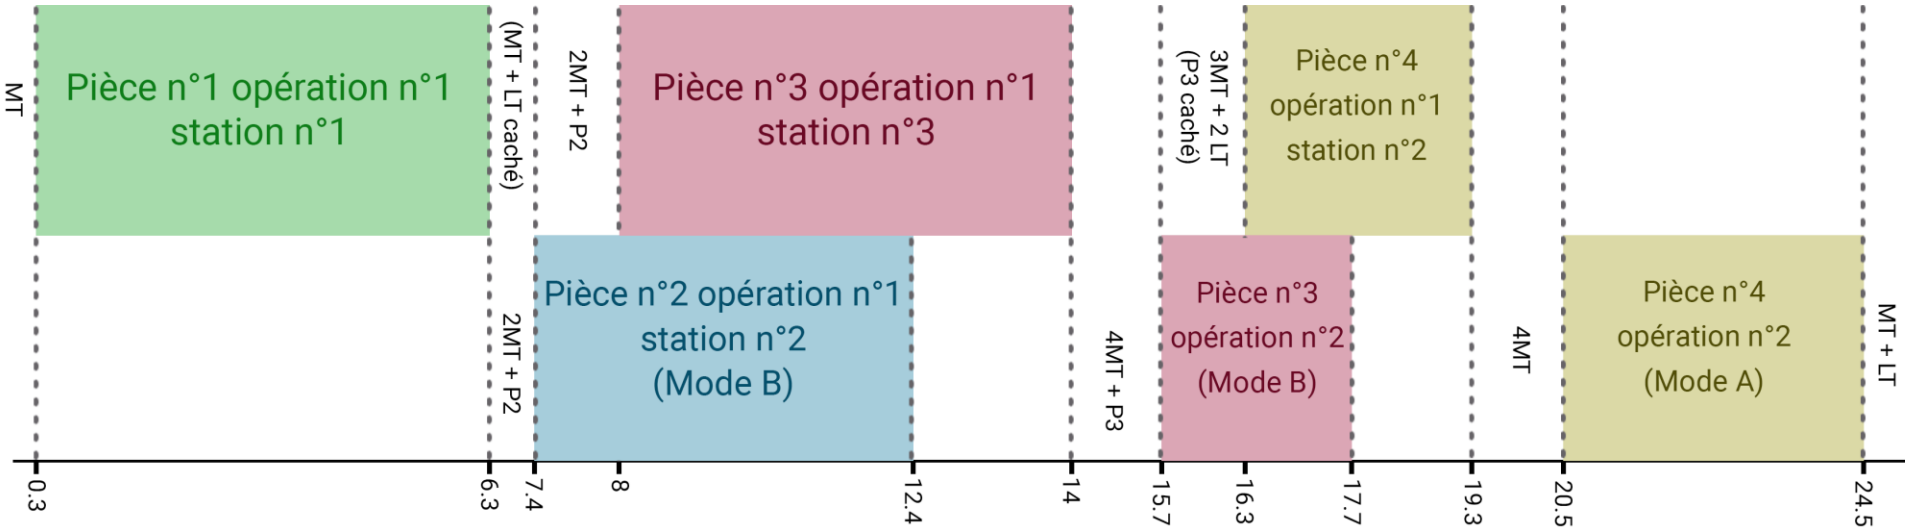 MT
Pièce n°1 opération n°1
station n°1
(MT + LT caché)
2MT + P2
Pièce n°3 opération n°1
station n°3
3MT + 2 LT
(P3 caché)
Pièce n°4
opération n°1
station n°2
2MT + P2
Pièce n°2 opération n°1
station n°2
(Mode B)
4MT + P3
Pièce n°3
opération n°2
(Mode B)
4MT
Pièce n°4
opération n°2
(Mode A)
MT + LT
0.3
6.3
7.4
8
12.4
14
15.7
16.3
17.7
19.3
20.5
24.5